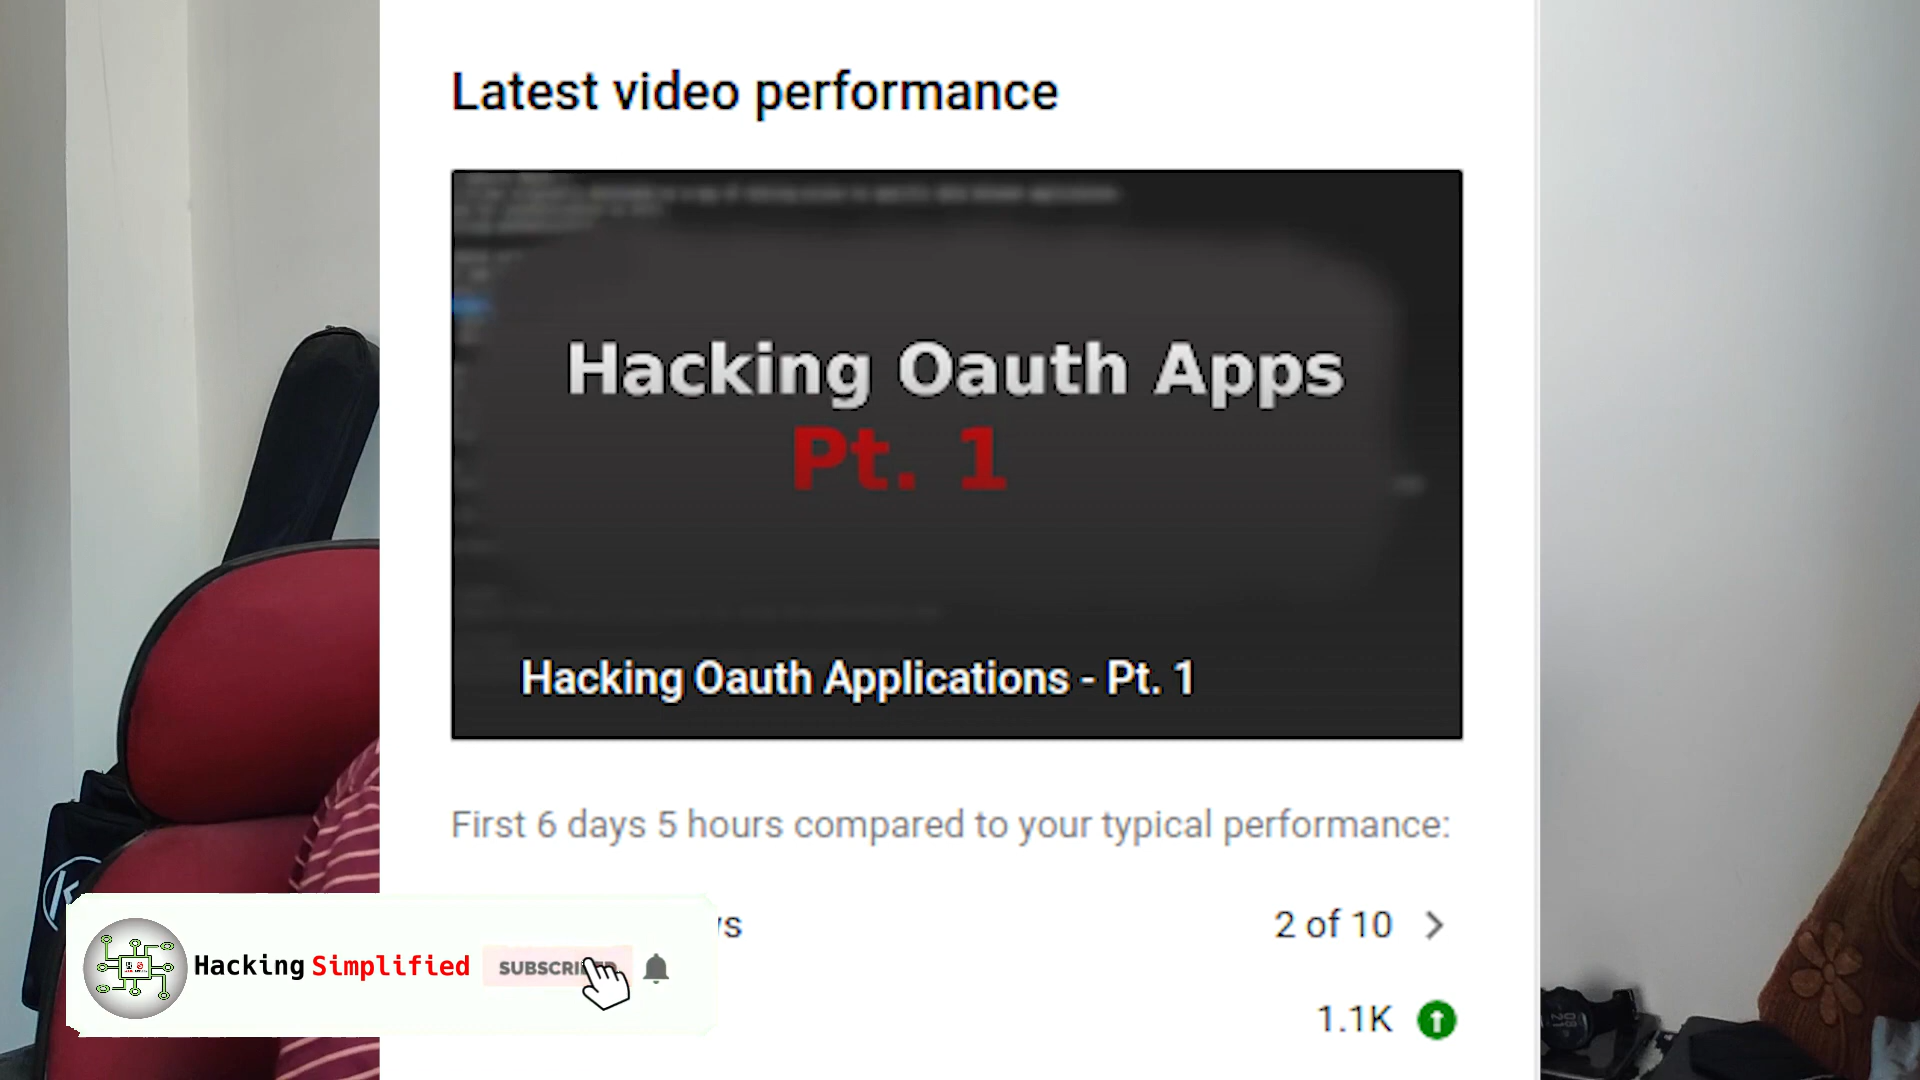 Latest video performance
Hacking Oauth Apps
Pt. 1
Hacking Oauth Applications - Pt. 1
First 6 days 5 hours compared to your typical performance:
2 of 10
Hacking Simplified
1.1K